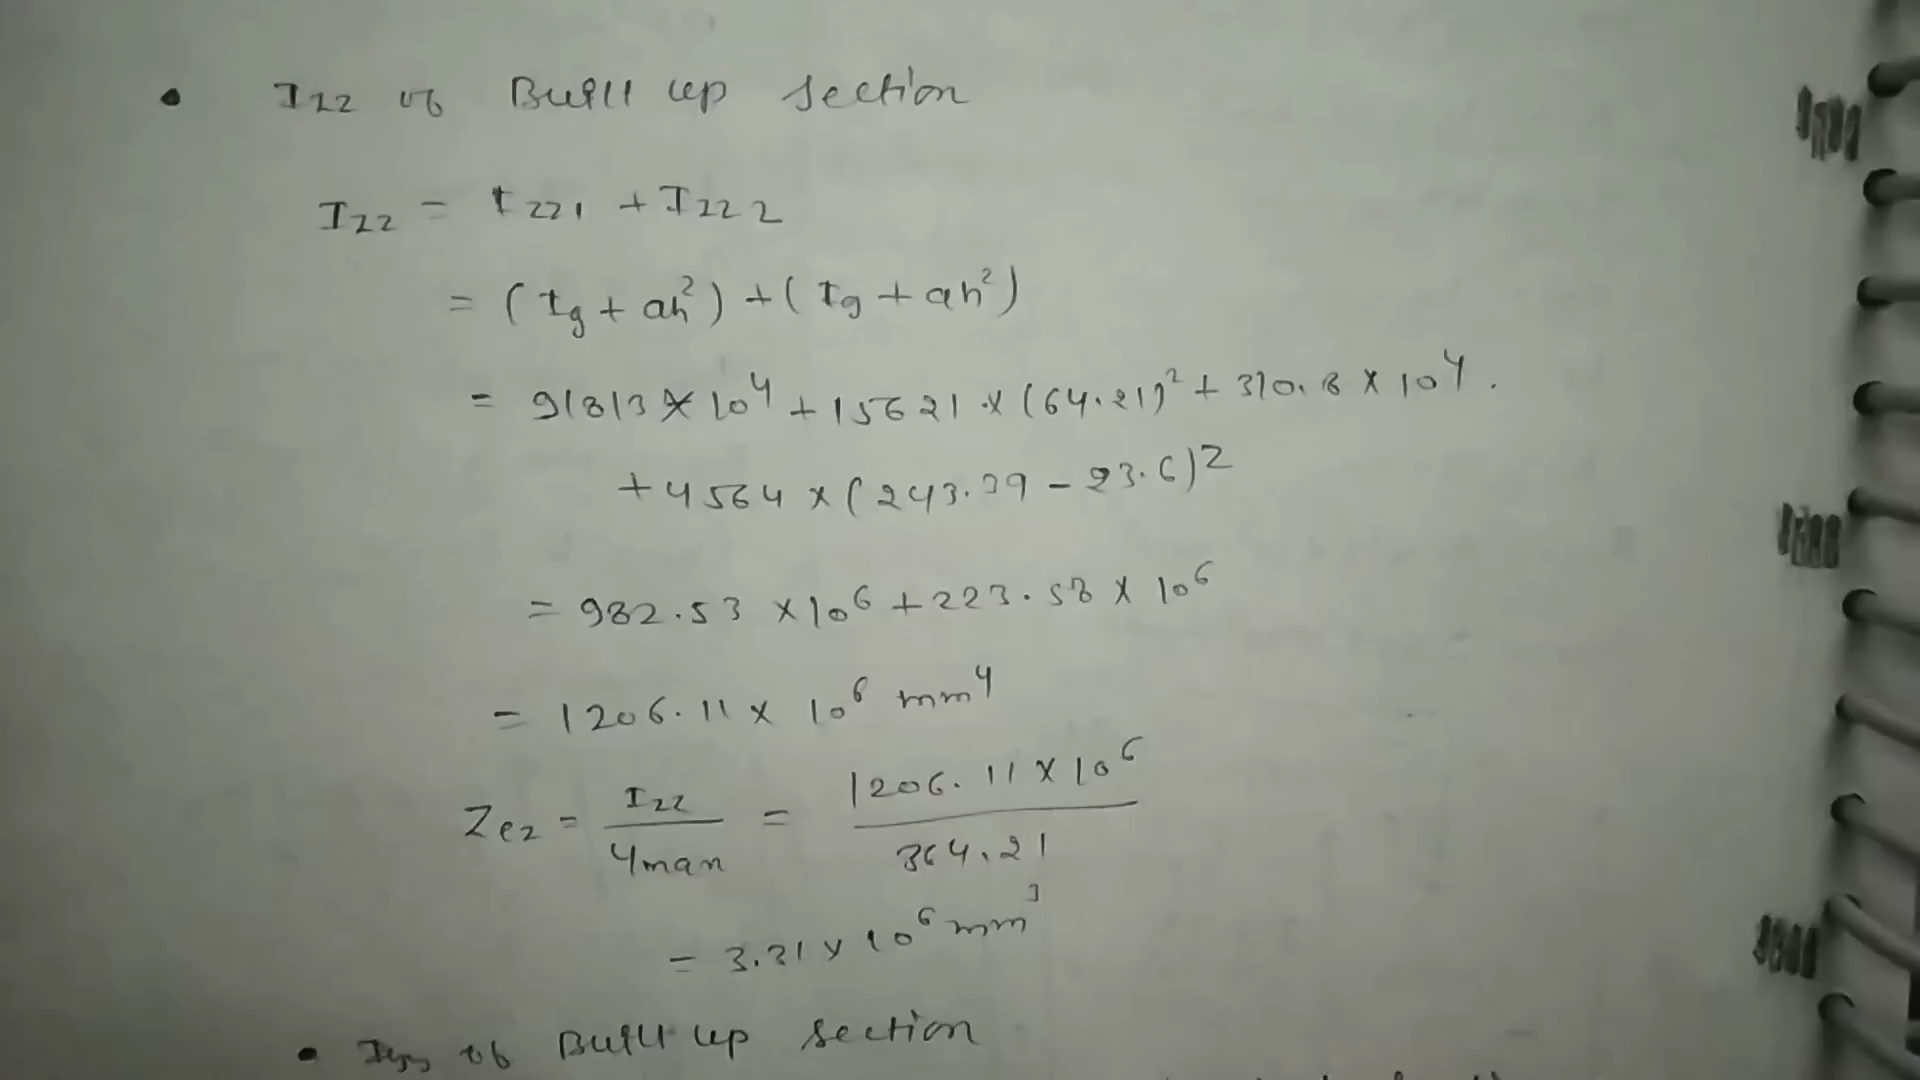 • Izz of Built up section
Izz = Izz1 + Izz2
= (Ig + ah²) + (Ig + ah²)
= 91813 × 10⁴ + 15621 × (64.21)² + 310.8 × 10⁴.
+ 4564 × (243.39 - 23.6)²
= 982.53 × 10⁶ + 223.58 × 10⁶
= 1206.11 × 10⁶ mm⁴
Zez = Izz / Ymax = 1206.11 × 10⁶ / 364.21
= 3.31 × 10⁶ mm³
• Iyy of Built up section